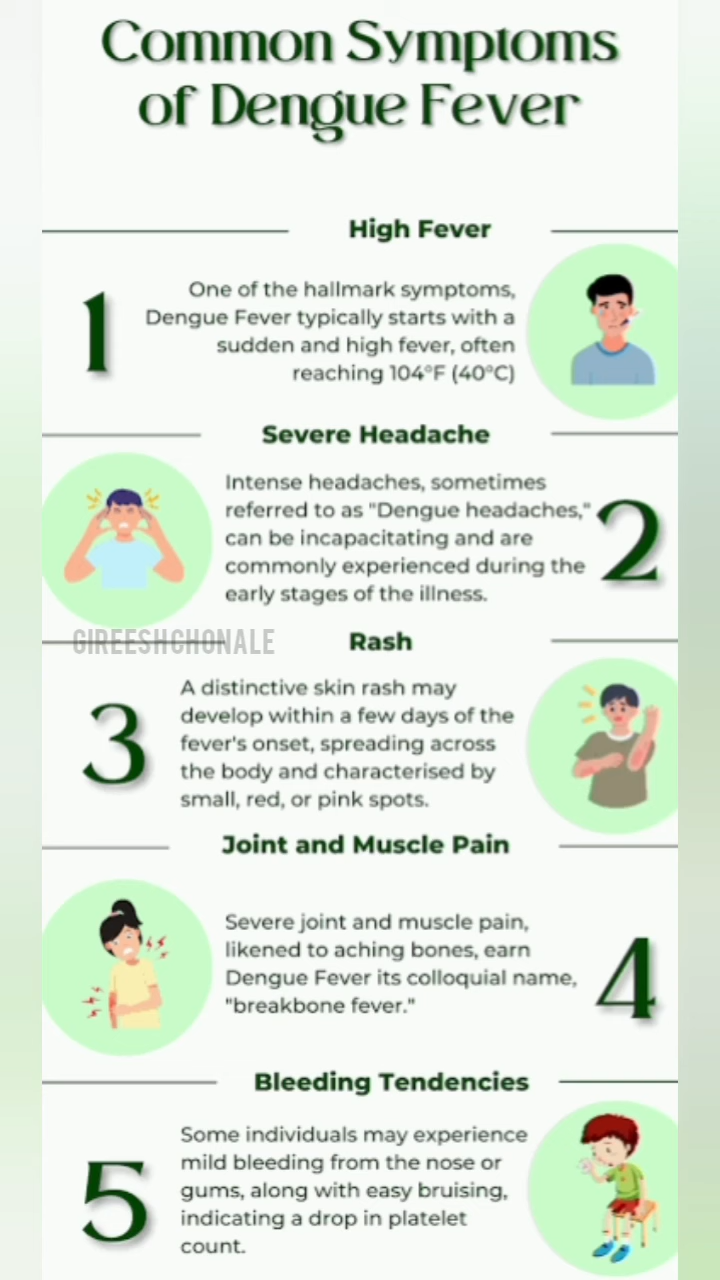 Common Symptoms
of Dengue Fever
High Fever
1
One of the hallmark symptoms,
Dengue Fever typically starts with a
sudden and high fever, often
reaching 104°F (40°C)
Severe Headache
Intense headaches, sometimes
referred to as "Dengue headaches,"
can be incapacitating and are
commonly experienced during the
early stages of the illness.
2
GIREESHCHONALE
Rash
3
A distinctive skin rash may
develop within a few days of the
fever's onset, spreading across
the body and characterised by
small, red, or pink spots.
Joint and Muscle Pain
Severe joint and muscle pain,
likened to aching bones, earn
Dengue Fever its colloquial name,
"breakbone fever."
4
Bleeding Tendencies
5
Some individuals may experience
mild bleeding from the nose or
gums, along with easy bruising,
indicating a drop in platelet
count.